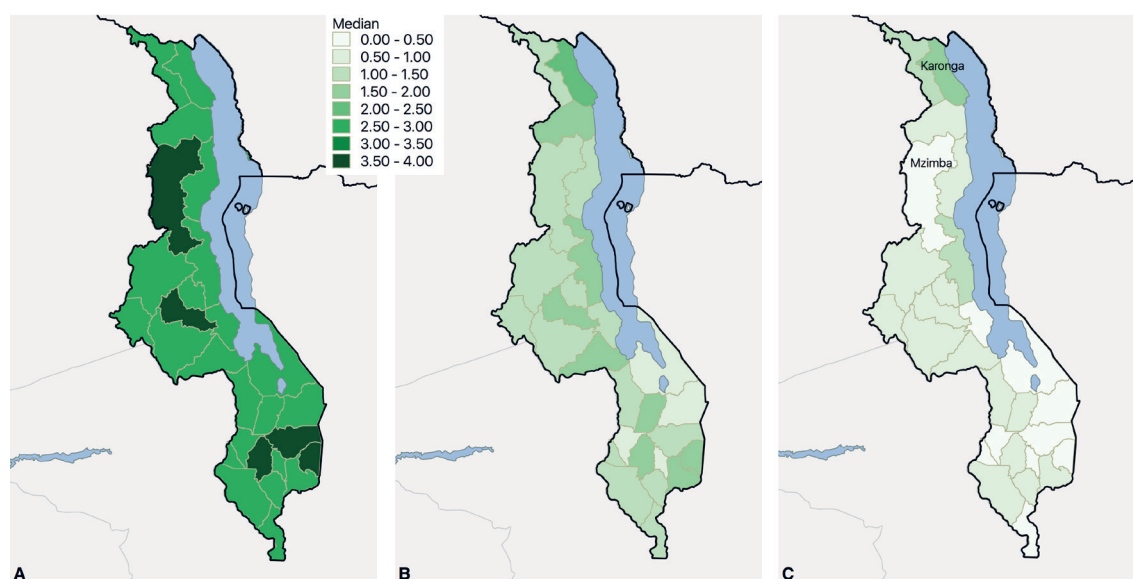 Median
0.00 - 0.50
0.50 - 1.00
1.00 - 1.50
1.50 - 2.00
2.00 - 2.50
2.50 - 3.00
3.00 - 3.50
3.50 - 4.00
Karonga
Mzimba
A
B
C